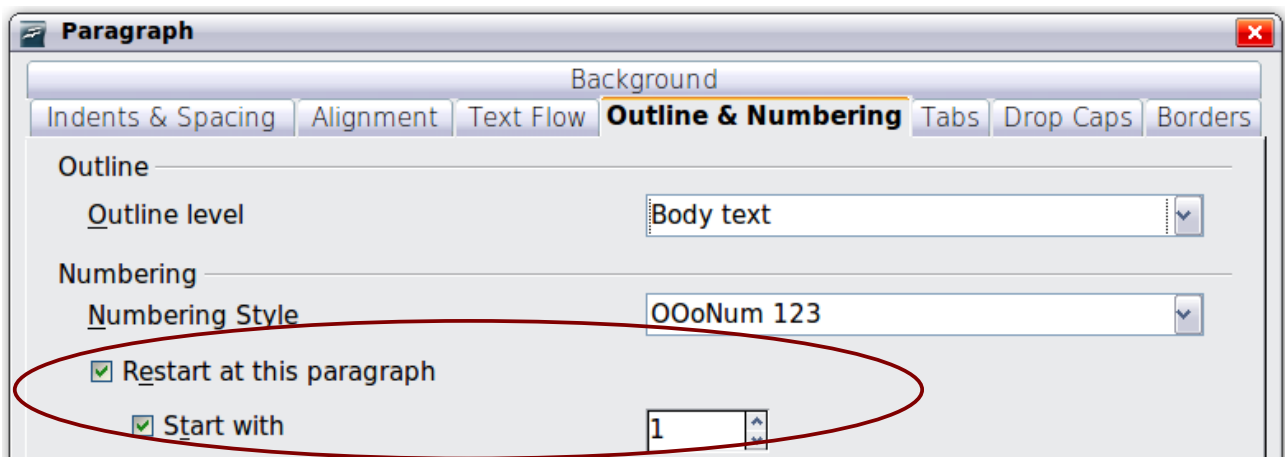 Paragraph
Background
Indents & Spacing Alignment Text Flow Outline & Numbering Tabs Drop Caps Borders
Outline
Outline level Body text
Numbering
Numbering Style OOoNum 123
Restart at this paragraph
Start with 1